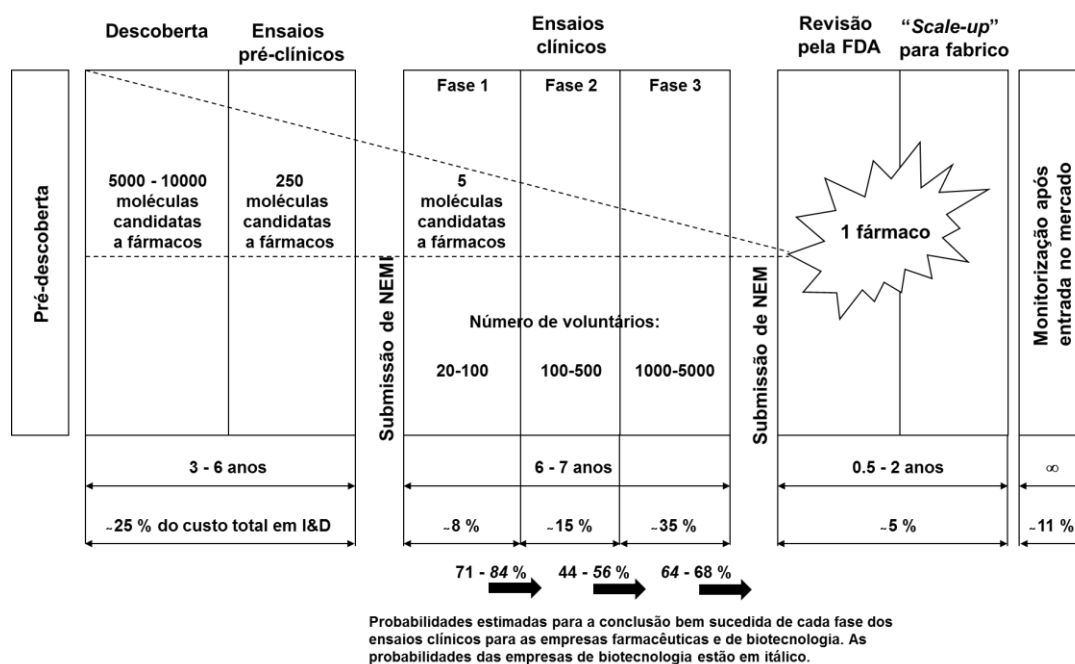 Descoberta
Ensaios
pré-clínicos
Ensaios
clínicos
Revisão
pela FDA
“Scale-up”
para fabrico
Pré-descoberta
5000 - 10000
moléculas
candidatas
a fármacos
250
moléculas
candidatas
a fármacos
Submissão de NEMI
Fase 1
Fase 2
Fase 3
5
moléculas
candidatas
a fármacos
Número de voluntários:
20-100
100-500
1000-5000
Submissão de NEM
1 fármaco
Monitorização após
entrada no mercado
3 - 6 anos
6 - 7 anos
0.5 - 2 anos
∞
~25 % do custo total em I&D
~8 %
~15 %
~35 %
~5 %
~11 %
71 - 84 %
44 - 56 %
64 - 68 %
Probabilidades estimadas para a conclusão bem sucedida de cada fase dos
ensaios clínicos para as empresas farmacêuticas e de biotecnologia. As
probabilidades das empresas de biotecnologia estão em itálico.